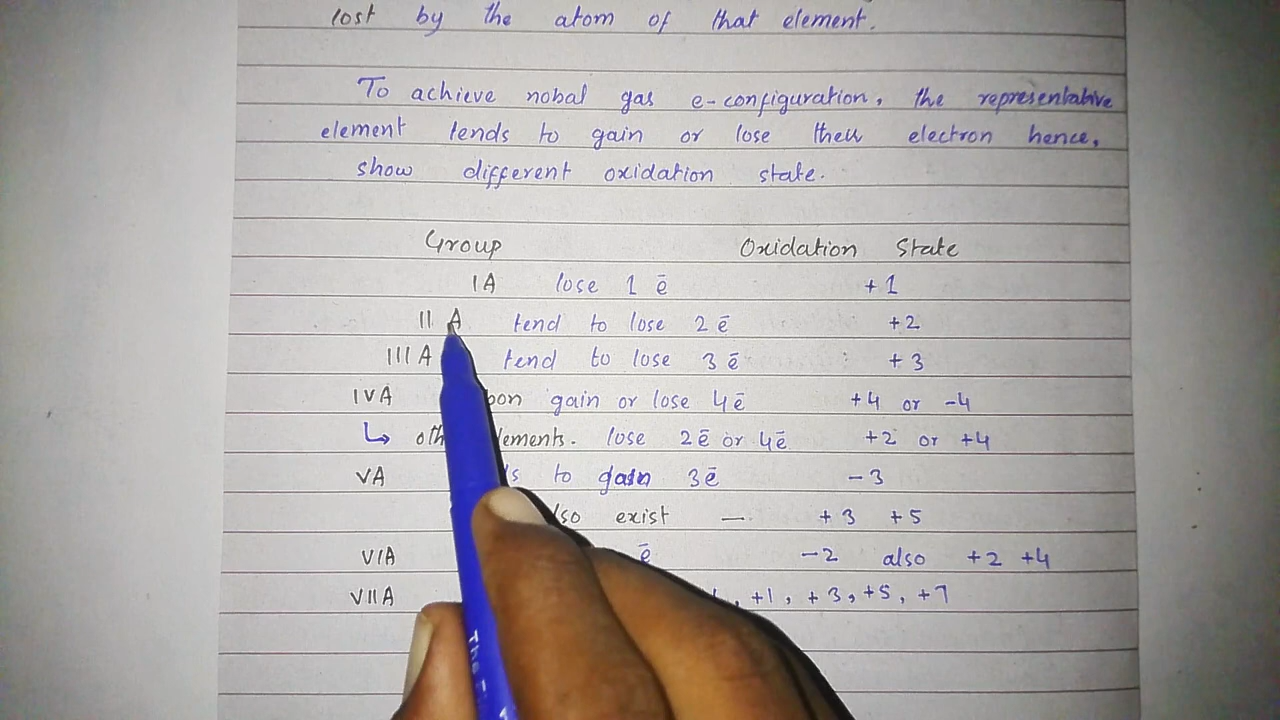 lost by the atom of that element.
To achieve nobal gas e-configuration, the representative
element tends to gain or lose their electron hence,
show different oxidation state.
Group Oxidation State
IA lose 1 ē +1
II A tend to lose 2 ē +2
III A tend to lose 3 ē +3
IVA gain or lose 4ē +4 or -4
↳ lose 2ē or 4ē +2 or +4
VA to gain 3ē -3
exist — +3 +5
VIA ē -2 also +2 +4
VIIA , +1, +3, +5, +7